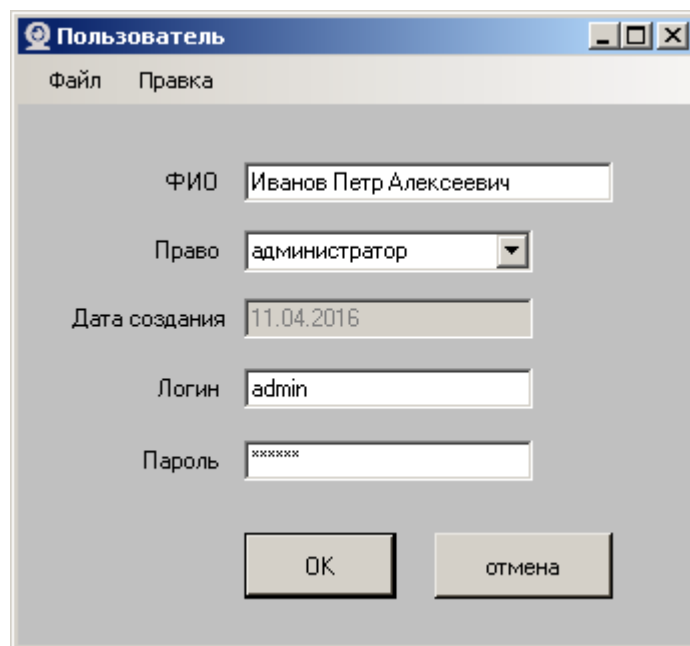 Пользователь
Файл Правка
ФИО Иванов Петр Алексеевич
Право администратор
Дата создания 11.04.2016
Логин admin
Пароль ******
OK отмена